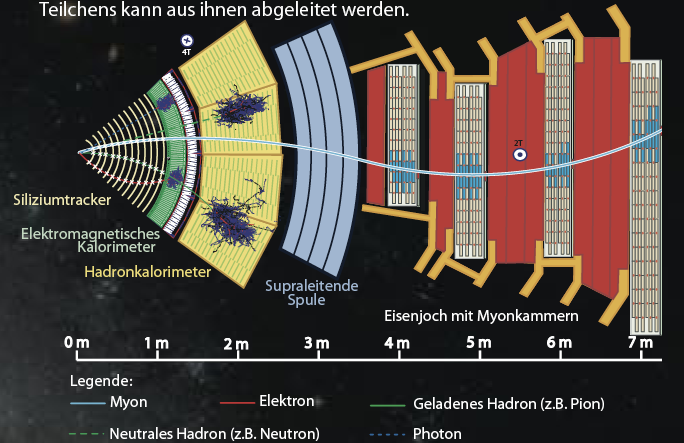 Teilchens kann aus ihnen abgeleitet werden.
4T
2T
Siliziumtracker
Elektromagnetisches
Kalorimeter
Hadronkalorimeter
Supraleitende
Spule
Eisenjoch mit Myonkammern
0 m 1 m 2 m 3 m 4 m 5 m 6 m 7 m
Legende:
Myon Elektron Geladenes Hadron (z.B. Pion)
Neutrales Hadron (z.B. Neutron) Photon